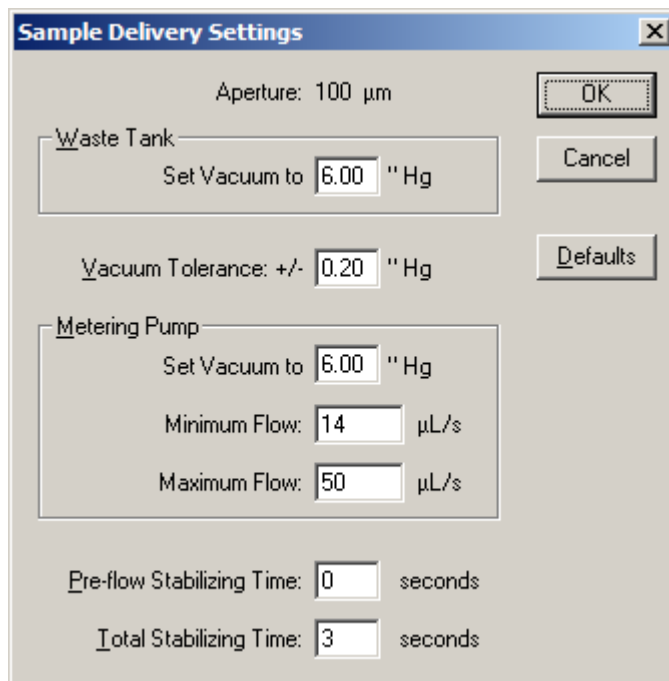 Sample Delivery Settings
Aperture: 100 µm
OK
Waste Tank
Set Vacuum to 6.00 " Hg
Cancel
Vacuum Tolerance: +/- 0.20 " Hg
Defaults
Metering Pump
Set Vacuum to 6.00 " Hg
Minimum Flow: 14 µL/s
Maximum Flow: 50 µL/s
Pre-flow Stabilizing Time: 0 seconds
Total Stabilizing Time: 3 seconds